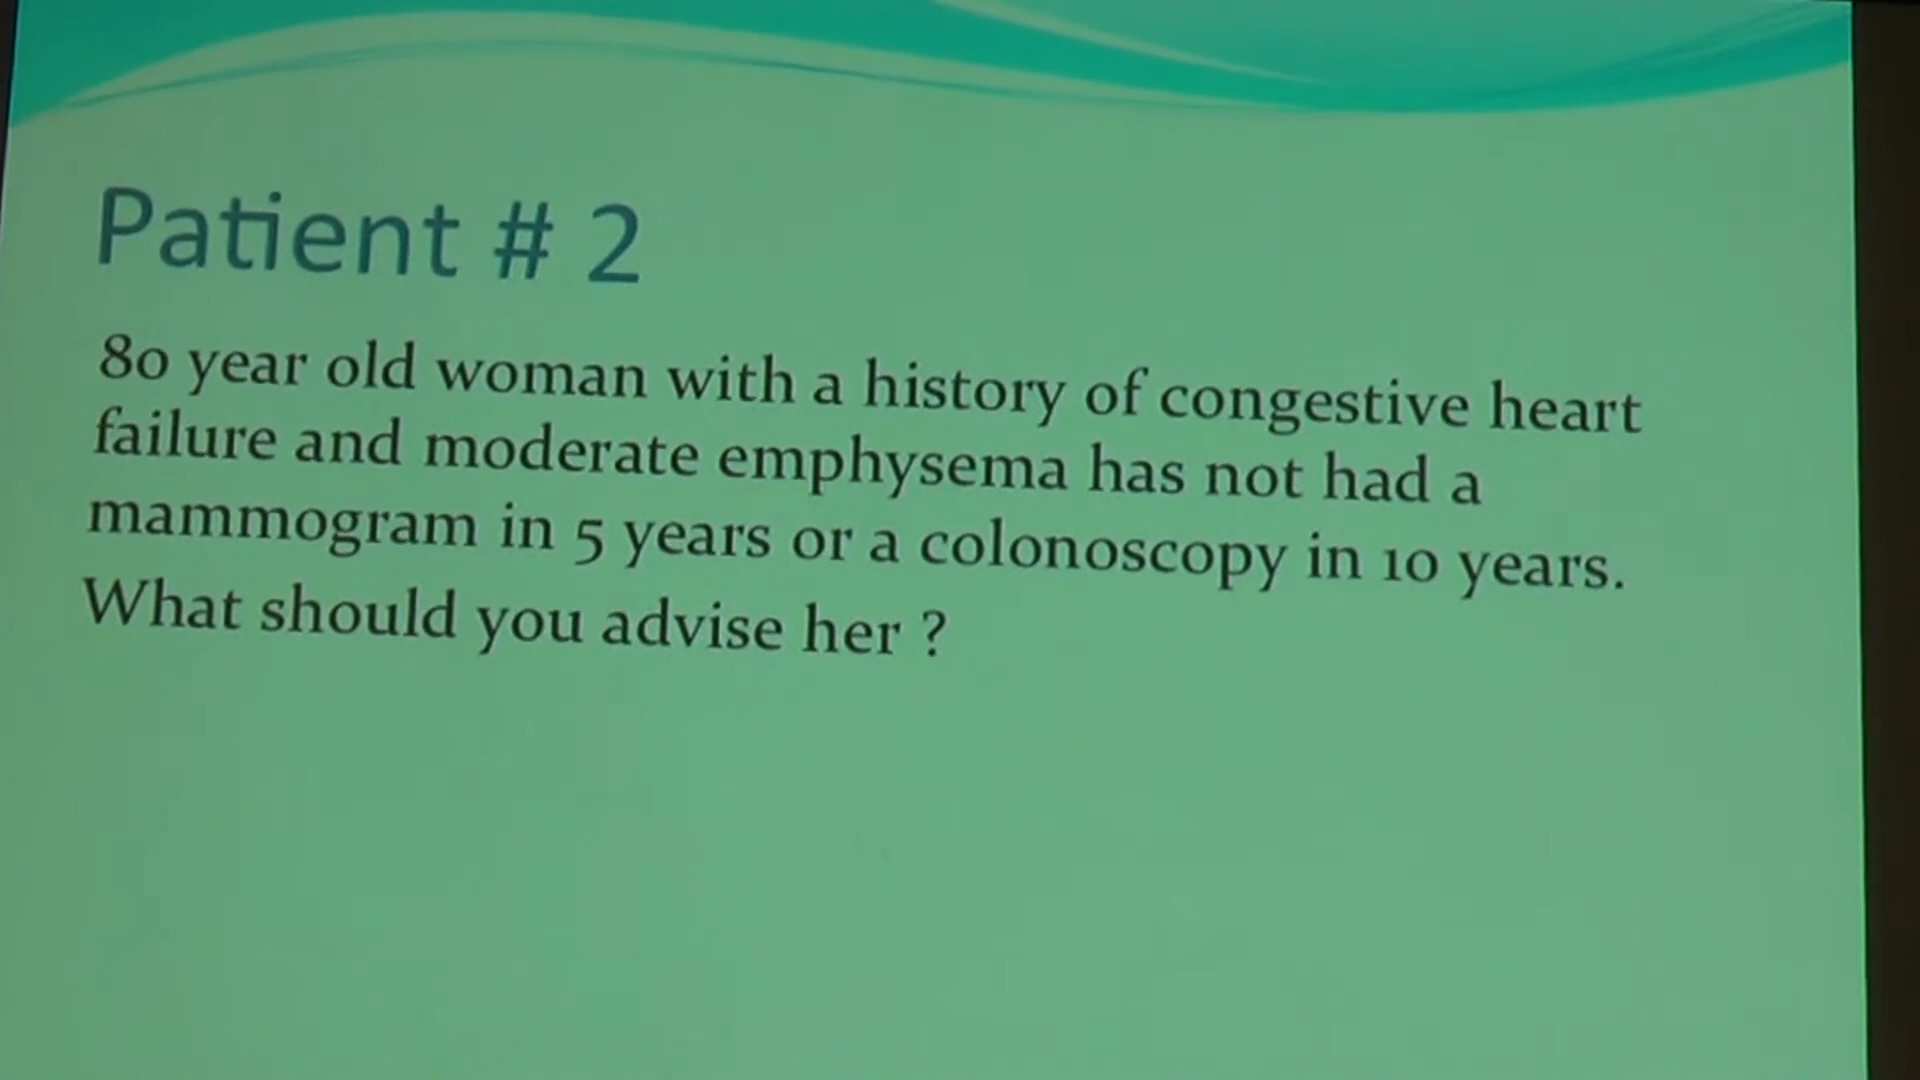 Patient # 2
80 year old woman with a history of congestive heart
failure and moderate emphysema has not had a
mammogram in 5 years or a colonoscopy in 10 years.
What should you advise her ?